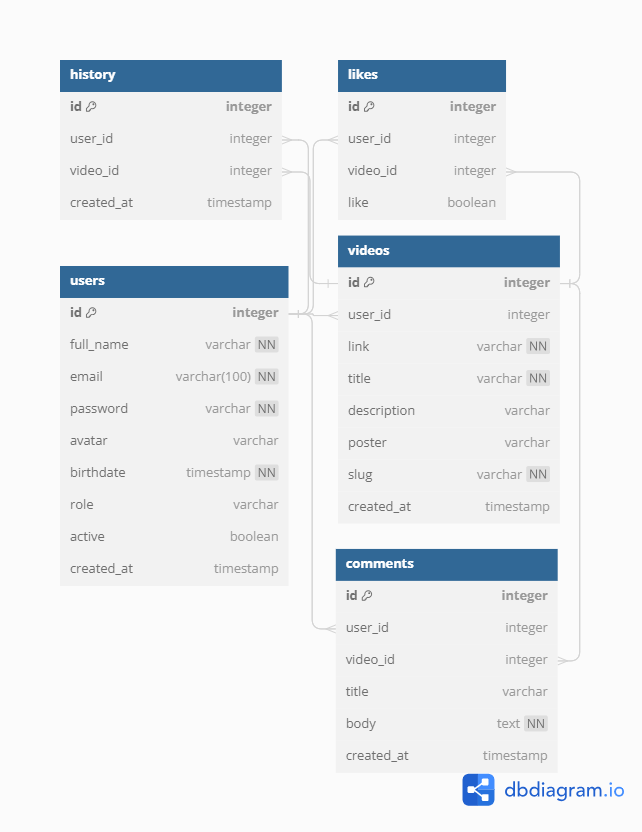 history
id integer
user_id integer
video_id integer
created_at timestamp
likes
id integer
user_id integer
video_id integer
like boolean
users
id integer
full_name varchar NN
email varchar(100) NN
password varchar NN
avatar varchar
birthdate timestamp NN
role varchar
active boolean
created_at timestamp
videos
id integer
user_id integer
link varchar NN
title varchar NN
description varchar
poster varchar
slug varchar NN
created_at timestamp
comments
id integer
user_id integer
video_id integer
title varchar
body text NN
created_at timestamp
dbdiagram.io